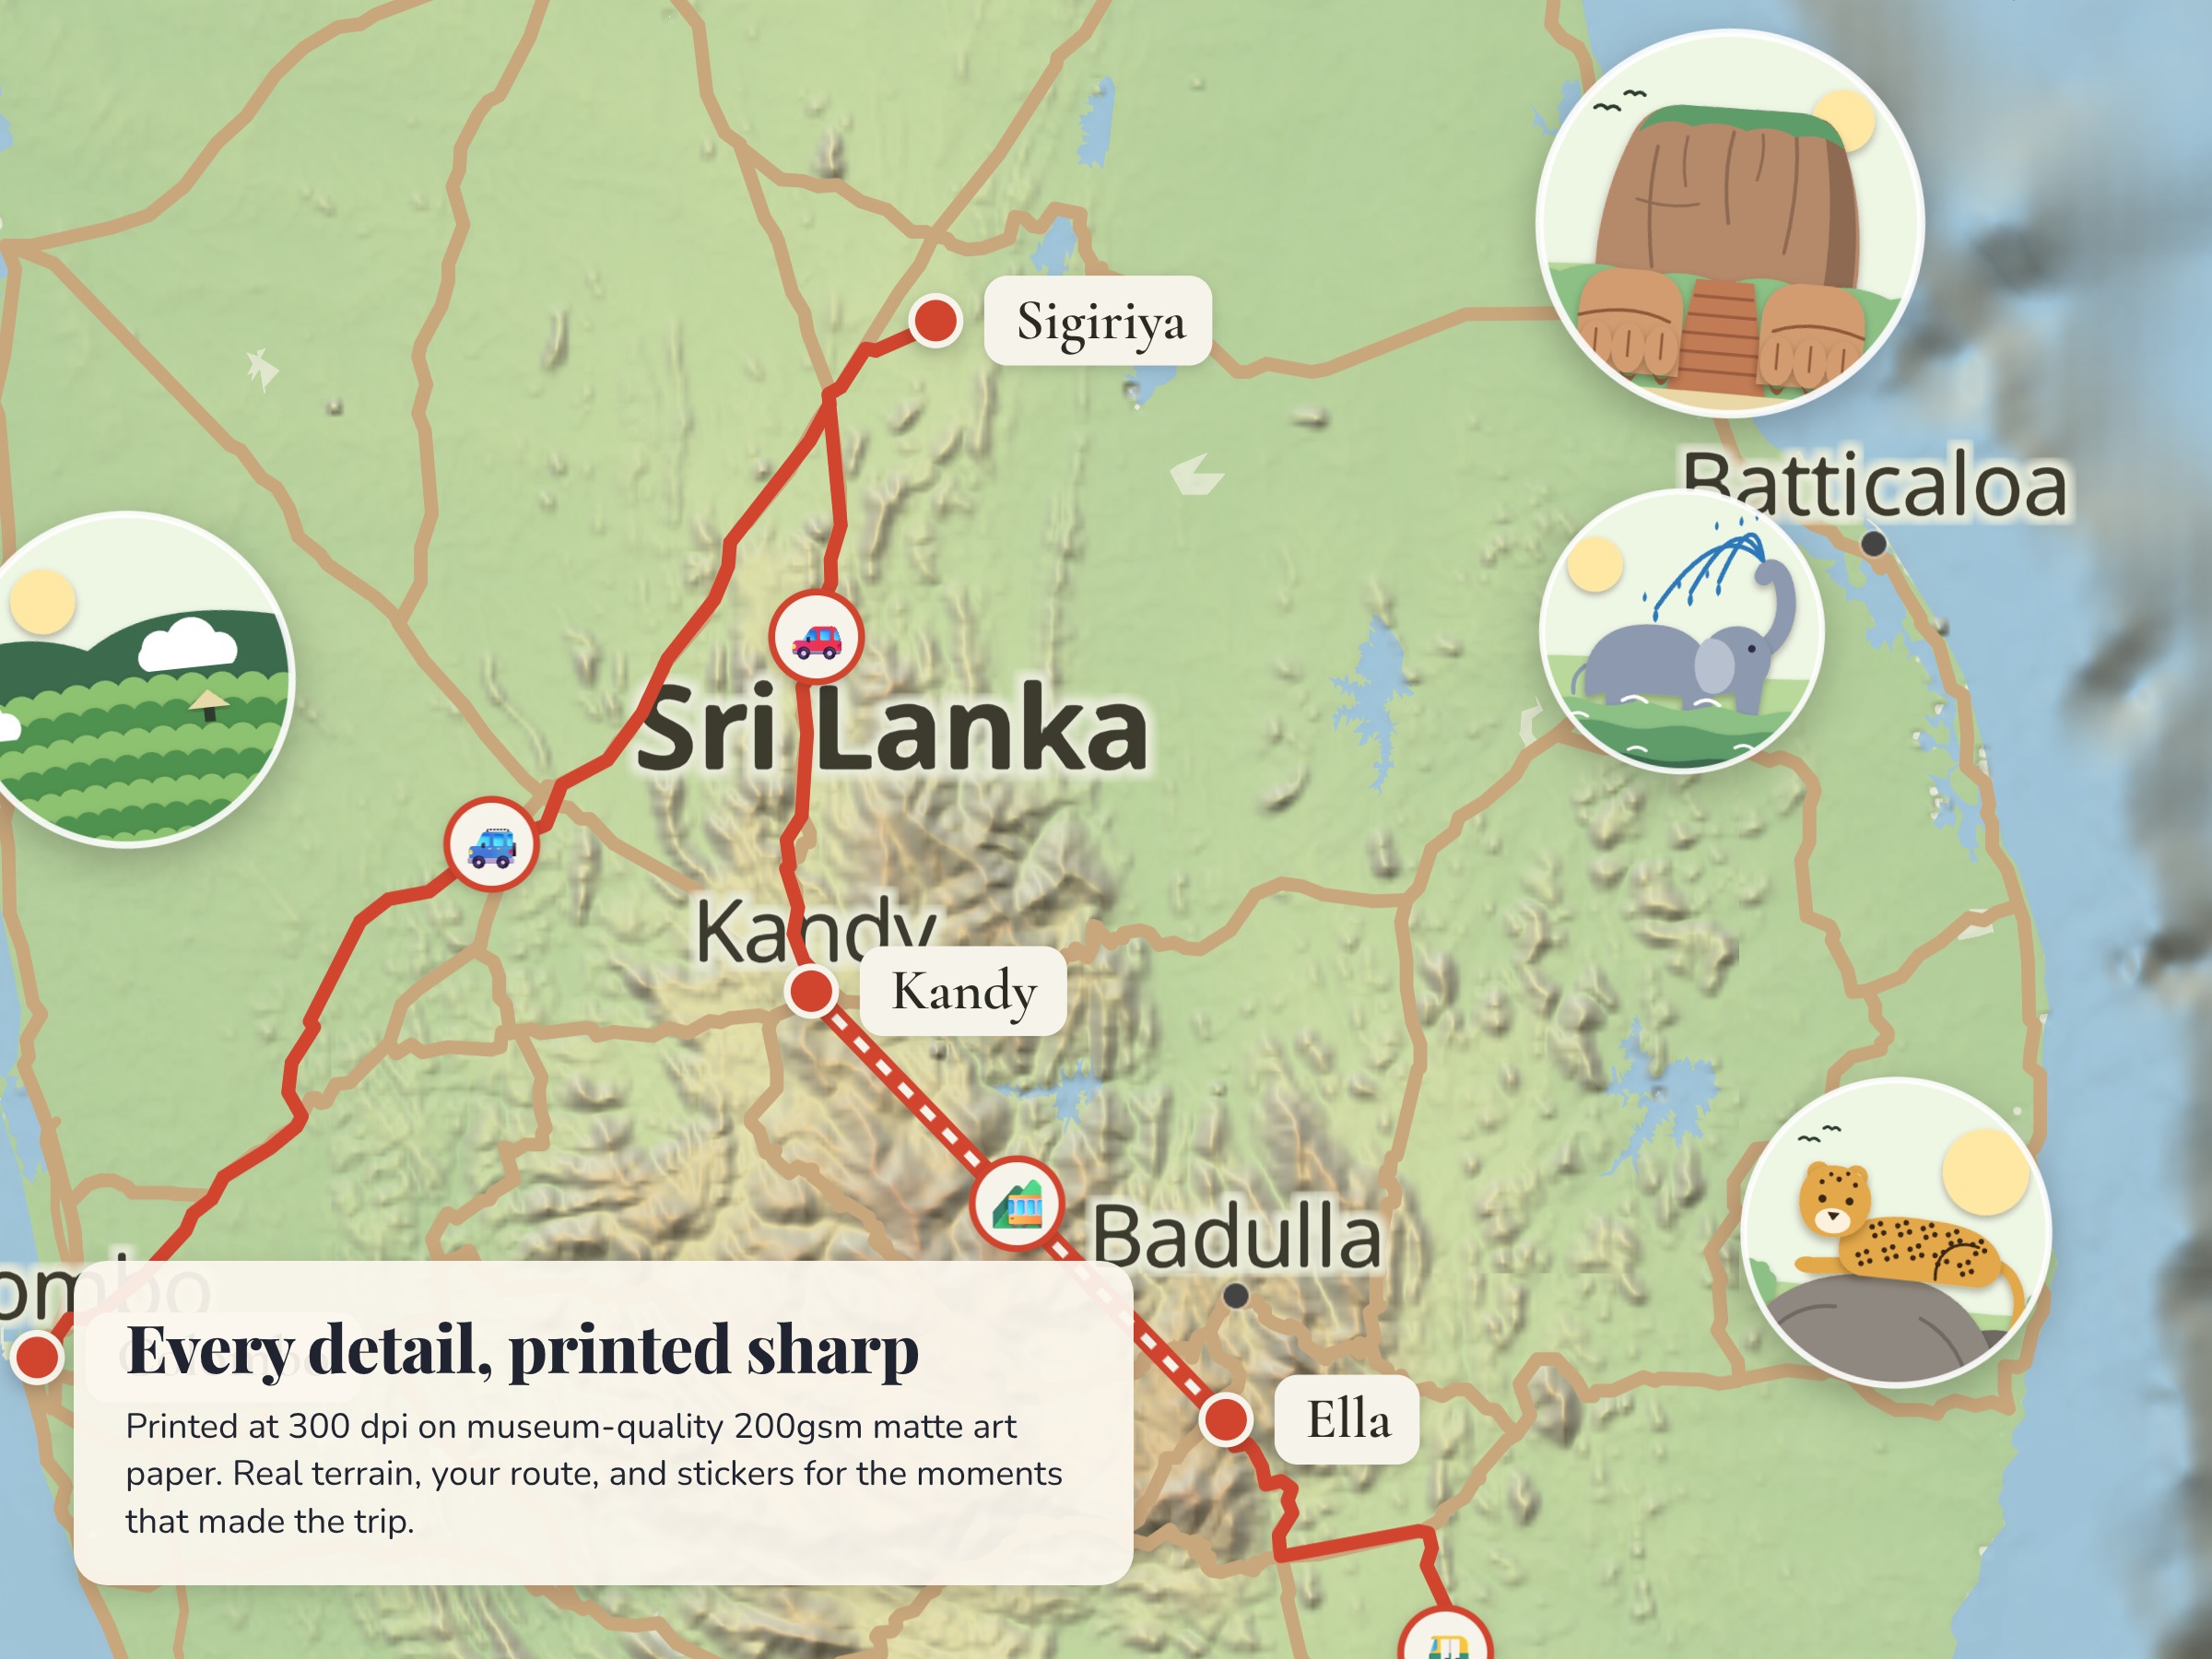 Sigiriya
Batticaloa
Sri Lanka
Kandy
Kandy
Badulla
ombo
Every detail, printed sharp
Ella
Printed at 300 dpi on museum-quality 200gsm matte art
paper. Real terrain, your route, and stickers for the moments
that made the trip.